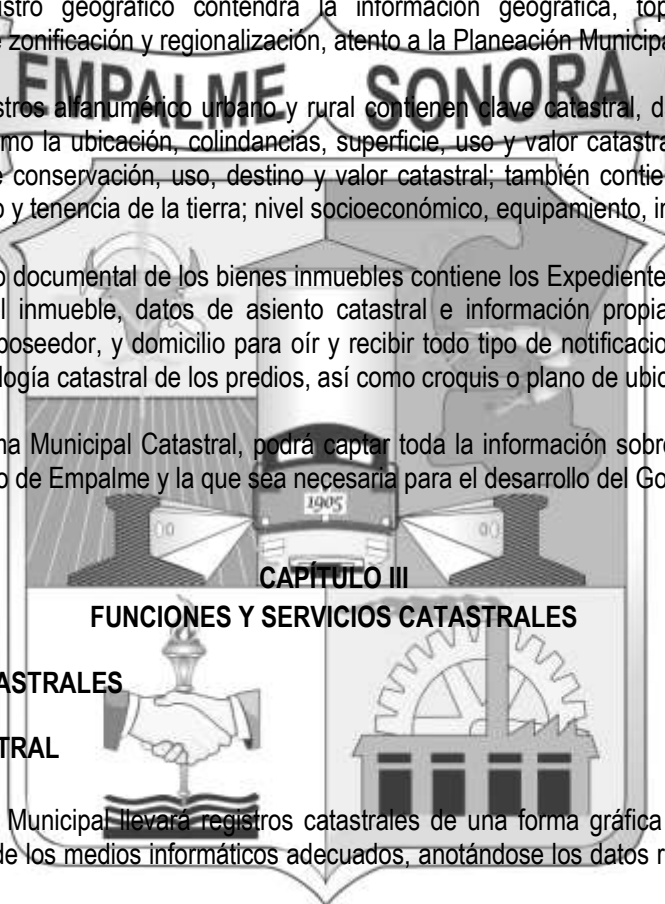 istro geográfico contendrá la información geográfica, top
e zonificación y regionalización, atento a la Planeación Municipa
EMPALME SONORA
stros alfanumérico urbano y rural contienen clave catastral, d
mo la ubicación, colindancias, superficie, uso y valor catastra
e conservación, uso, destino y valor catastral; también contie
o y tenencia de la tierra; nivel socioeconómico, equipamiento, in
o documental de los bienes inmuebles contiene los Expediente
l inmueble, datos de asiento catastral e información propia
poseedor, y domicilio para oír y recibir todo tipo de notificacio
logía catastral de los predios, así como croquis o plano de ubic
na Municipal Catastral, podrá captar toda la información sobre
o de Empalme y la que sea necesaria para el desarrollo del Go
1905
CAPÍTULO III
FUNCIONES Y SERVICIOS CATASTRALES
ASTRALES
TRAL
Municipal llevará registros catastrales de una forma gráfica
de los medios informáticos adecuados, anotándose los datos r